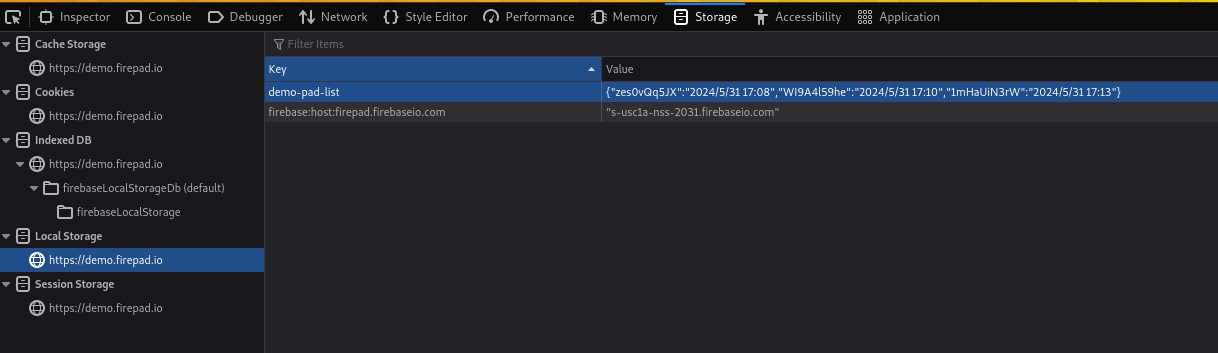 Inspector Console Debugger Network Style Editor Performance Memory Storage Accessibility Application
Cache Storage
https://demo.firepad.io
Cookies
https://demo.firepad.io
Indexed DB
https://demo.firepad.io
firebaseLocalStorageDb (default)
firebaseLocalStorage
Local Storage
https://demo.firepad.io
Session Storage
https://demo.firepad.io
Filter Items
Key Value
demo-pad-list {"zes0vQq5JX":"2024/5/31 17:08","WI9A4l59he":"2024/5/31 17:10","1mHaUiN3rW":"2024/5/31 17:13"}
firebase:host:firepad.firebaseio.com "s-usc1a-nss-2031.firebaseio.com"